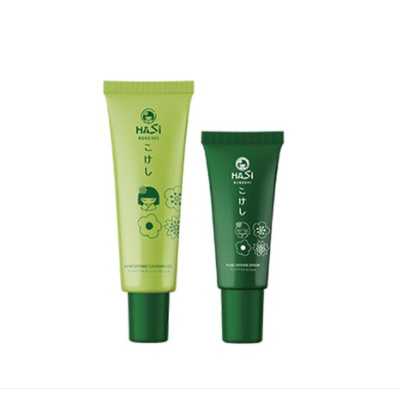 HASi
KOKESHI
こけし
ACNE DEFENSE CLEANSING GEL
HASi
KOKESHI
こけし
ACNE DEFENSE SERUM